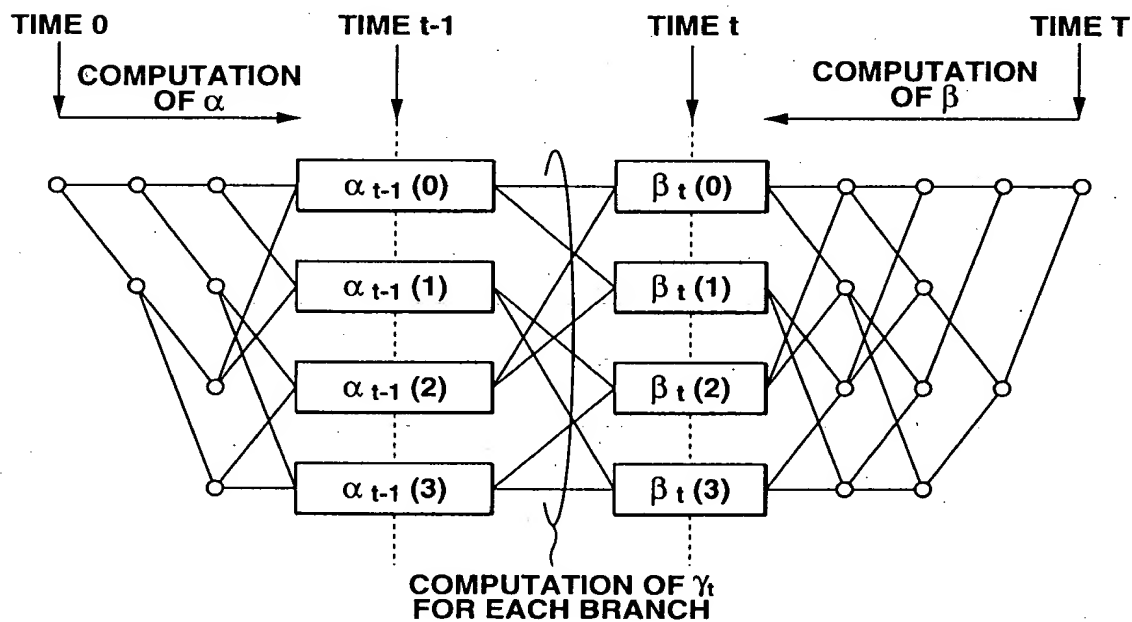 TIME 0
TIME t-1
TIME t
TIME T
COMPUTATION
OF α
COMPUTATION
OF β
α t-1 (0)
β t (0)
α t-1 (1)
β t (1)
α t-1 (2)
β t (2)
α t-1 (3)
β t (3)
COMPUTATION OF γt
FOR EACH BRANCH